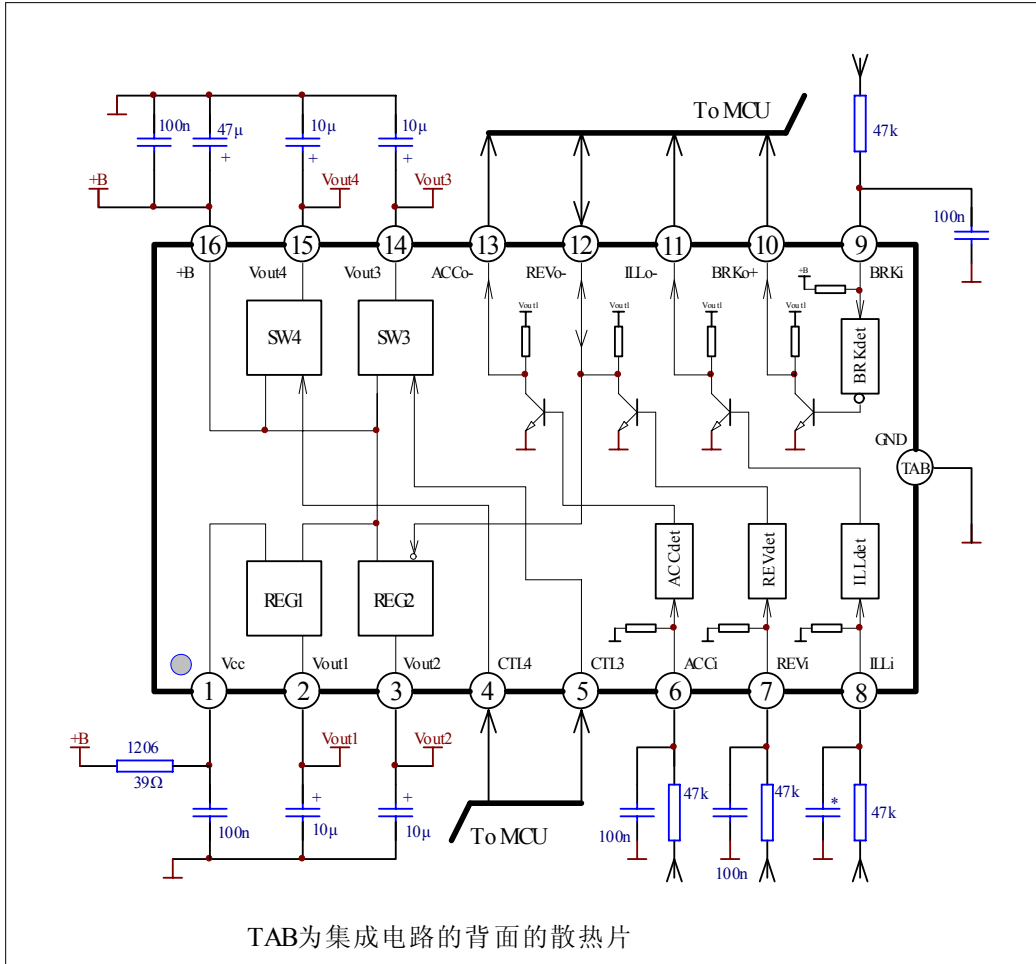 To MCU
100n
47μ
+
10μ
+
10μ
+
47k
+B
Vout4
Vout3
100n
16
15
14
13
12
11
10
9
+B
Vout4
Vout3
ACCo-
REVo-
ILLo-
BRKo+
BRKi
+B
Vout1
Vout1
Vout1
Vout1
SW4
SW3
BRKdet
GND
TAB
ACCdet
REVdet
ILLdet
REG1
REG2
Vcc
Vout1
Vout2
CTL4
CTL3
ACCi
REVi
ILLi
1
2
3
4
5
6
7
8
+B
1206
39Ω
Vout1
Vout2
100n
+
10μ
+
10μ
To MCU
100n
47k
100n
47k
*
47k
TAB为集成电路的背面的散热片